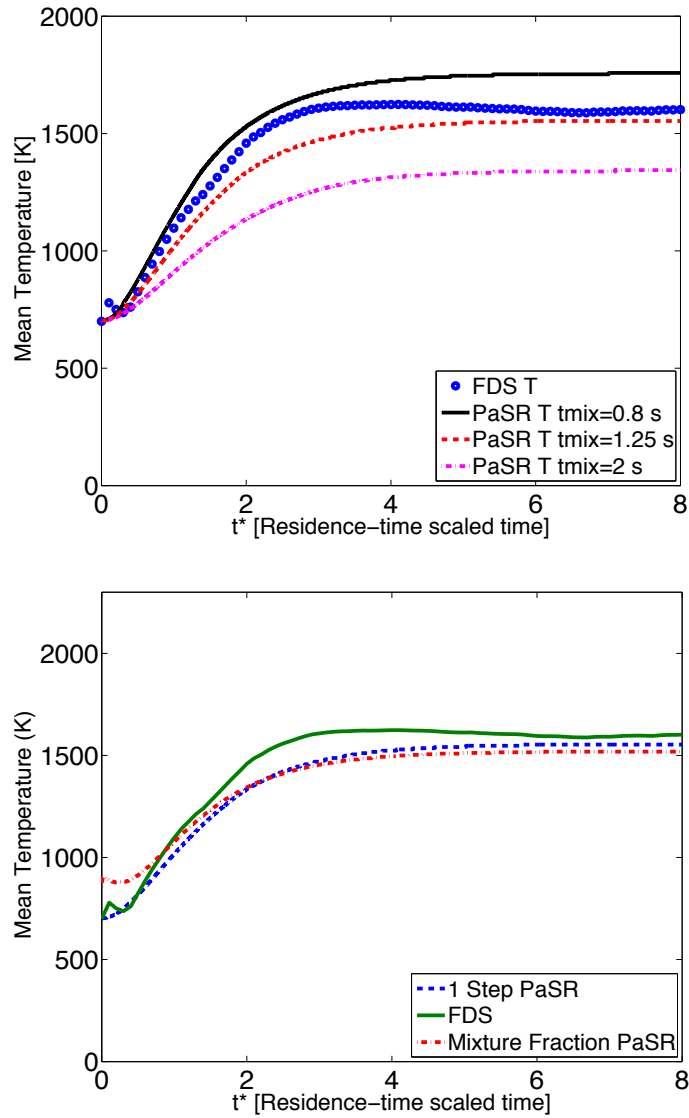 2000
1500
1000
500
0
Mean Temperature [K]
0 2 4 6 8
t* [Residence−time scaled time]
FDS T
PaSR T tmix=0.8 s
PaSR T tmix=1.25 s
PaSR T tmix=2 s
2000
1500
1000
500
0
Mean Temperature (K)
0 2 4 6 8
t* [Residence−time scaled time]
1 Step PaSR
FDS
Mixture Fraction PaSR